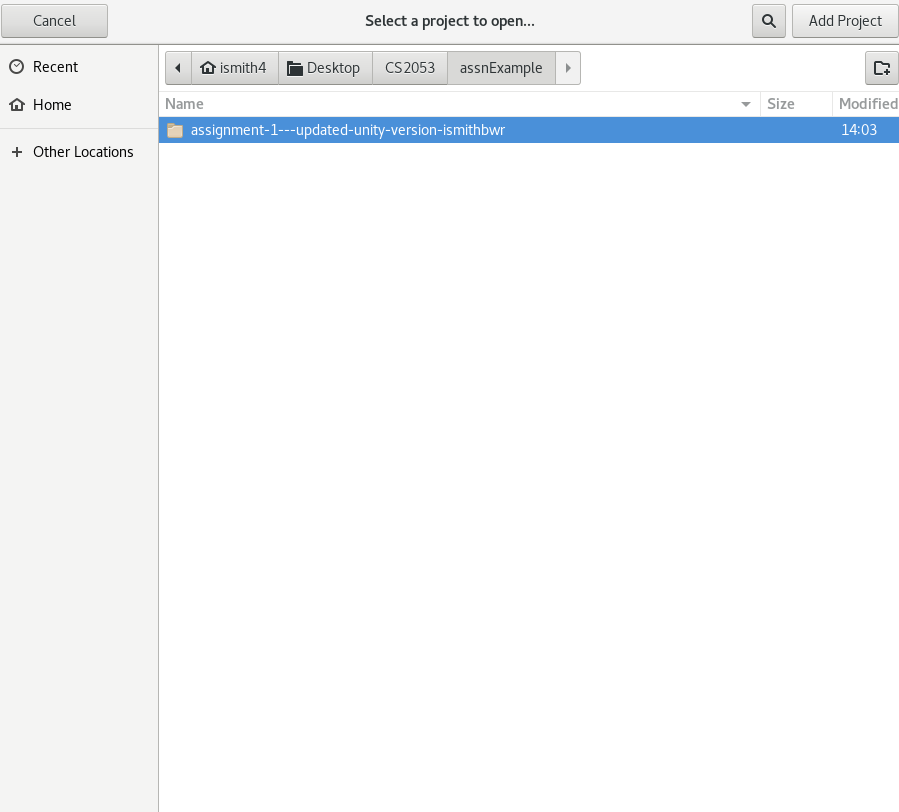 Cancel Select a project to open... Add Project
Recent
Home
Other Locations
ismith4 Desktop CS2053 assnExample
Name Size Modified
assignment-1---updated-unity-version-ismithbwr 14:03